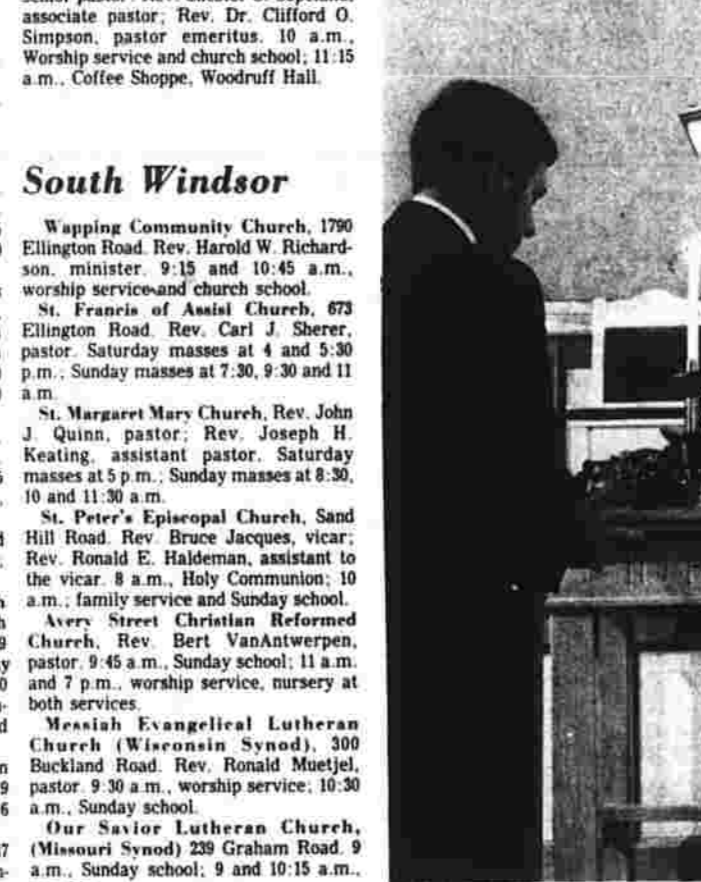 associate pastor; Rev. Dr. Clifford O.
Simpson, pastor emeritus. 10 a.m.,
Worship service and church school; 11:15
a.m., Coffee Shoppe, Woodruff Hall.
South Windsor
Wapping Community Church, 1790
Ellington Road. Rev. Harold W. Richard-
son, minister. 9:15 and 10:45 a.m.,
worship service and church school.
St. Francis of Assisi Church, 673
Ellington Road. Rev. Carl J. Sherer,
pastor. Saturday masses at 4 and 5:30
p.m.; Sunday masses at 7:30, 9:30 and 11
a.m.
St. Margaret Mary Church, Rev. John
J. Quinn, pastor; Rev. Joseph H.
Keating, assistant pastor. Saturday
masses at 5 p.m.; Sunday masses at 8:30,
10 and 11:30 a.m.
St. Peter's Episcopal Church, Sand
Hill Road. Rev. Bruce Jacques, vicar;
Rev. Ronald E. Haldeman, assistant to
the vicar. 8 a.m., Holy Communion; 10
a.m.; family service and Sunday school.
Avery Street Christian Reformed
Church, Rev. Bert VanAntwerpen,
pastor. 9:45 a.m., Sunday school; 11 a.m.
and 7 p.m., worship service, nursery at
both services.
Messiah Evangelical Lutheran
Church (Wisconsin Synod), 300
Buckland Road. Rev. Ronald Muetjel,
pastor. 9:30 a.m., worship service; 10:30
a.m., Sunday school.
Our Savior Lutheran Church,
(Missouri Synod) 239 Graham Road. 9
a.m., Sunday school; 9 and 10:15 a.m.,